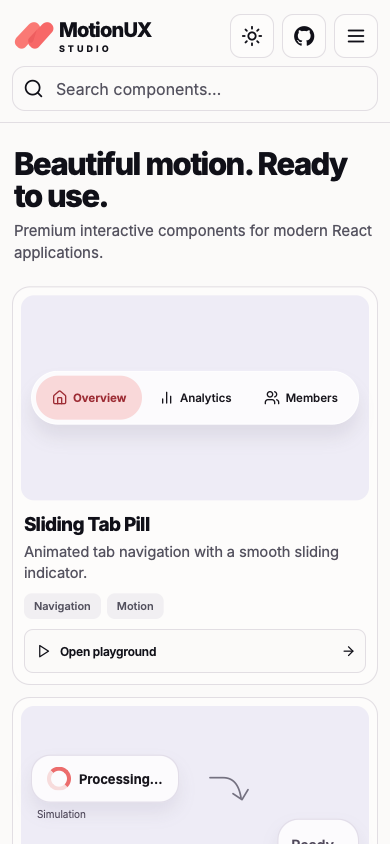 MotionUX
STUDIO
Search components...
Beautiful motion. Ready
to use.
Premium interactive components for modern React
applications.
Overview
Analytics
Members
Sliding Tab Pill
Animated tab navigation with a smooth sliding
indicator.
Navigation
Motion
Open playground
Processing...
Simulation
Ready